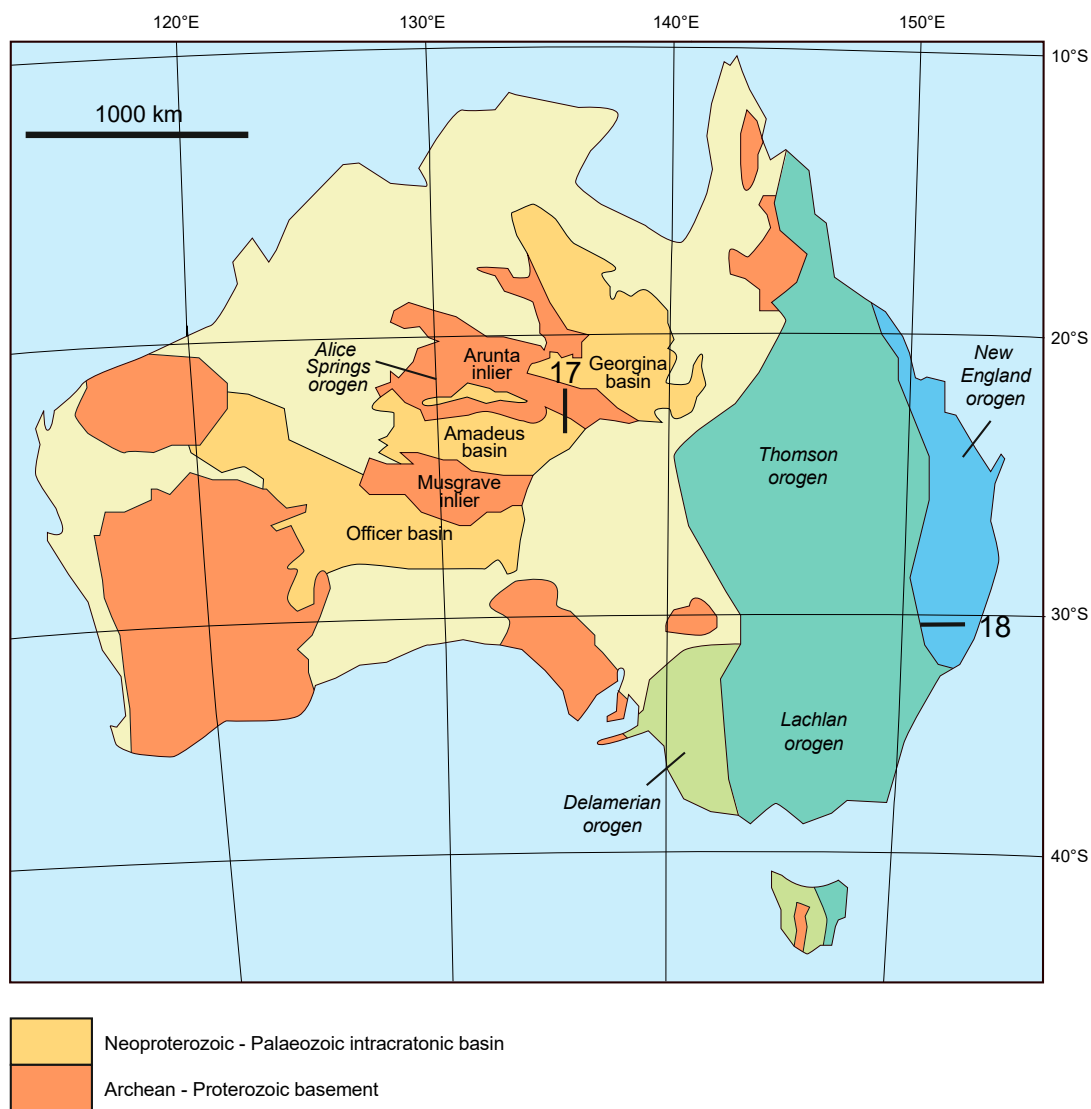 120°E
130°E
140°E
150°E
10°S
1000 km
20°S
Alice
Springs
orogen
Arunta
inlier
17
Georgina
basin
New
England
orogen
Amadeus
basin
Thomson
orogen
Musgrave
inlier
Officer basin
30°S
18
Lachlan
orogen
Delamerian
orogen
40°S
Neoproterozoic - Palaeozoic intracratonic basin
Archean - Proterozoic basement